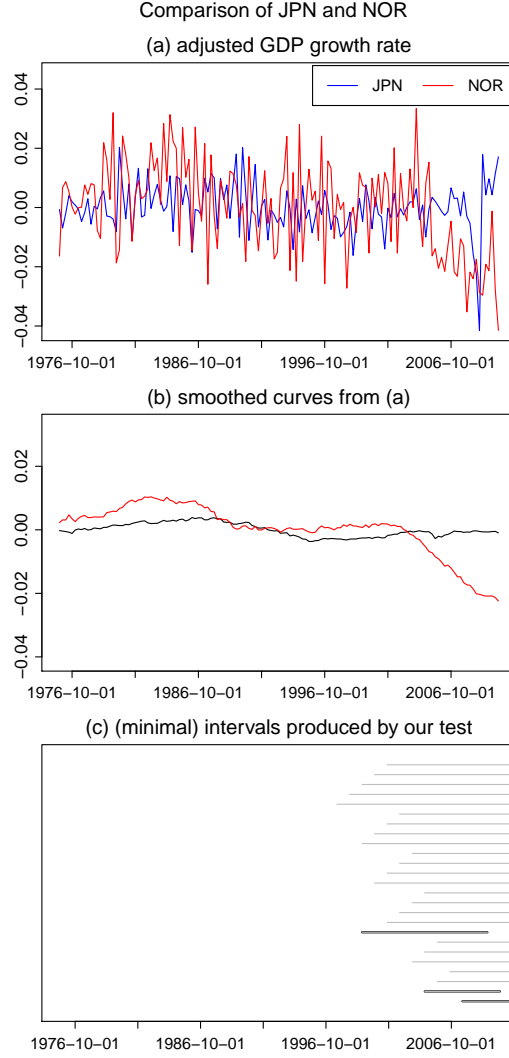 Comparison of JPN and NOR
(a) adjusted GDP growth rate
JPN NOR
0.04
0.02
0.00
−0.02
−0.04
1976−10−01 1986−10−01 1996−10−01 2006−10−01
(b) smoothed curves from (a)
0.02
0.00
−0.02
−0.04
1976−10−01 1986−10−01 1996−10−01 2006−10−01
(c) (minimal) intervals produced by our test
1976−10−01 1986−10−01 1996−10−01 2006−10−01